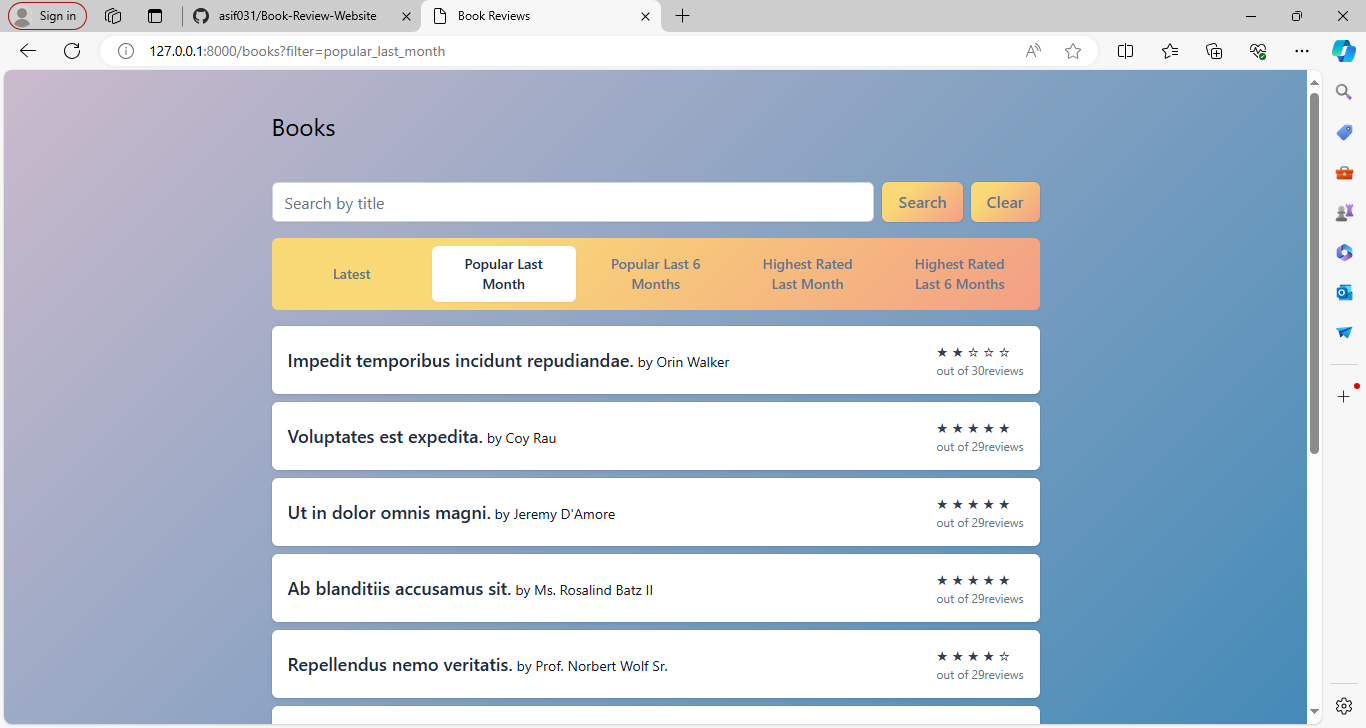 Sign in
asif031/Book-Review-Website
Book Reviews
127.0.0.1:8000/books?filter=popular_last_month
Books
Search by title
Search
Clear
Latest
Popular Last
Month
Popular Last 6
Months
Highest Rated
Last Month
Highest Rated
Last 6 Months
Impedit temporibus incidunt repudiandae. by Orin Walker
★ ★ ☆ ☆ ☆
out of 30reviews
Voluptates est expedita. by Coy Rau
★ ★ ★ ★ ★
out of 29reviews
Ut in dolor omnis magni. by Jeremy D'Amore
★ ★ ★ ★ ★
out of 29reviews
Ab blanditiis accusamus sit. by Ms. Rosalind Batz II
★ ★ ★ ★ ★
out of 29reviews
Repellendus nemo veritatis. by Prof. Norbert Wolf Sr.
★ ★ ★ ★ ☆
out of 29reviews